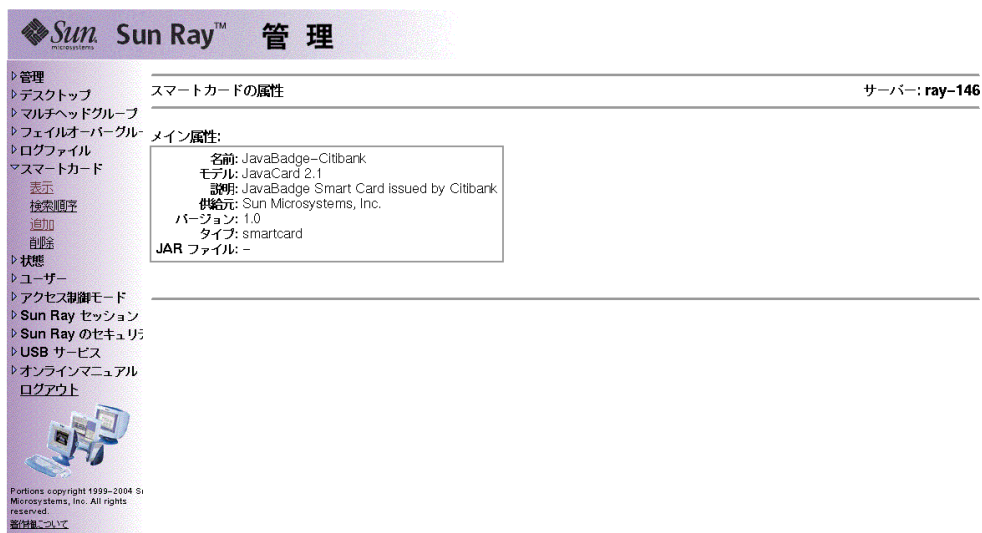 Sun microsystems Sun Ray™ 管 理
管理
デスクトップ
マルチヘッドグループ
フェイルオーバーグルー
ログファイル
スマートカード
表示
検索順序
追加
削除
状態
ユーザー
アクセス制御モード
Sun Ray セッション
Sun Ray のセキュリテ
USB サービス
オンラインマニュアル
ログアウト
Portions copyright 1999–2004 Su
Microsystems, Inc. All rights
reserved.
著作権について
スマートカードの属性
サーバー: ray–146
メイン属性:
名前: JavaBadge–Citibank
モデル: JavaCard 2.1
説明: JavaBadge Smart Card issued by Citibank
供給元: Sun Microsystems, Inc.
バージョン: 1.0
タイプ: smartcard
JAR ファイル: –